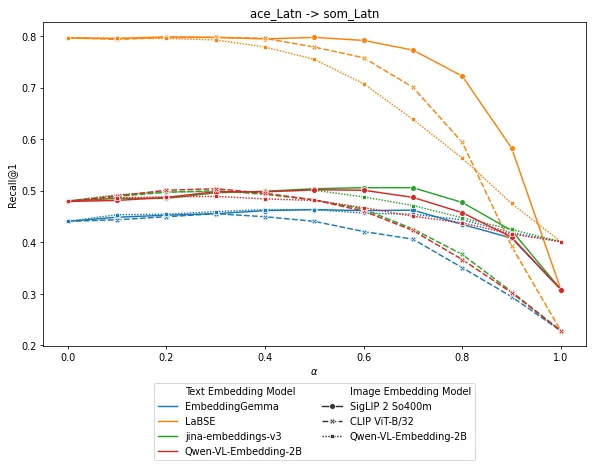 ace_Latn -> som_Latn
Recall@1
0.8
0.7
0.6
0.5
0.4
0.3
0.2
0.0 0.2 0.4 0.6 0.8 1.0
α
Text Embedding Model Image Embedding Model
EmbeddingGemma SigLIP 2 So400m
LaBSE CLIP ViT-B/32
jina-embeddings-v3 Qwen-VL-Embedding-2B
Qwen-VL-Embedding-2B